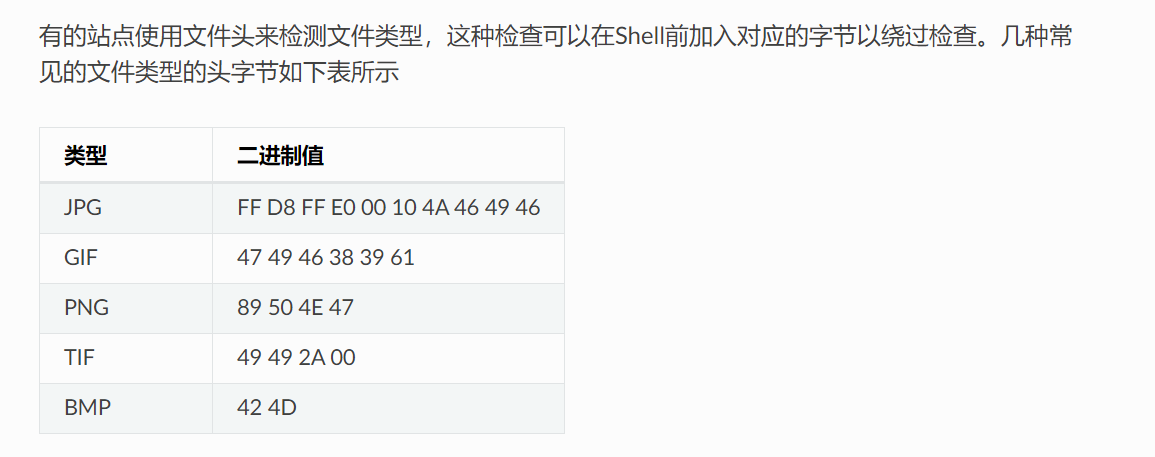 有的站点使用文件头来检测文件类型，这种检查可以在Shell前加入对应的字节以绕过检查。几种常
见的文件类型的头字节如下表所示
类型 二进制值
JPG FF D8 FF E0 00 10 4A 46 49 46
GIF 47 49 46 38 39 61
PNG 89 50 4E 47
TIF 49 49 2A 00
BMP 42 4D